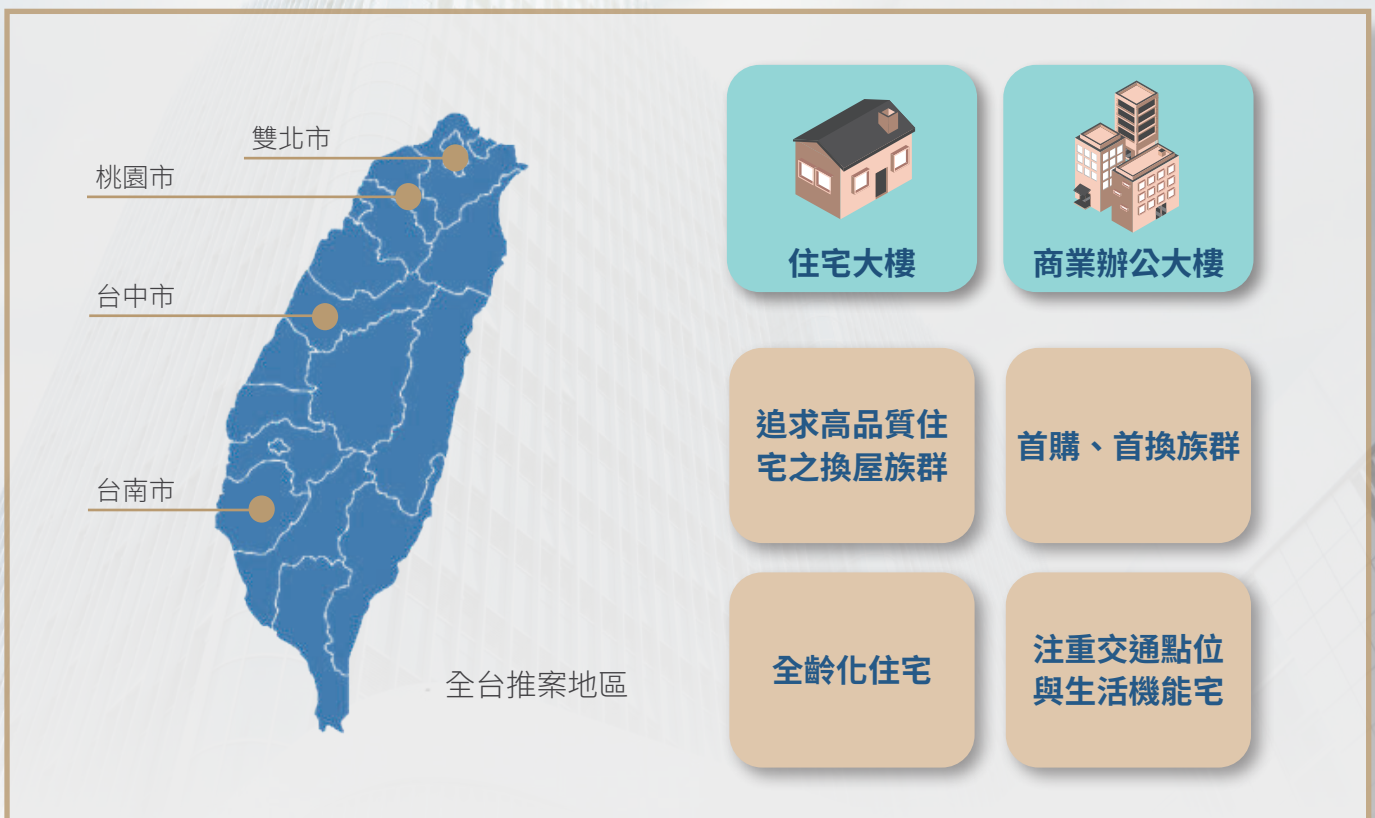 雙北市
桃園市
台中市
台南市
全台推案地區
住宅大樓
商業辦公大樓
追求高品質住
宅之換屋族群
首購、首換族群
全齡化住宅
注重交通點位
與生活機能宅